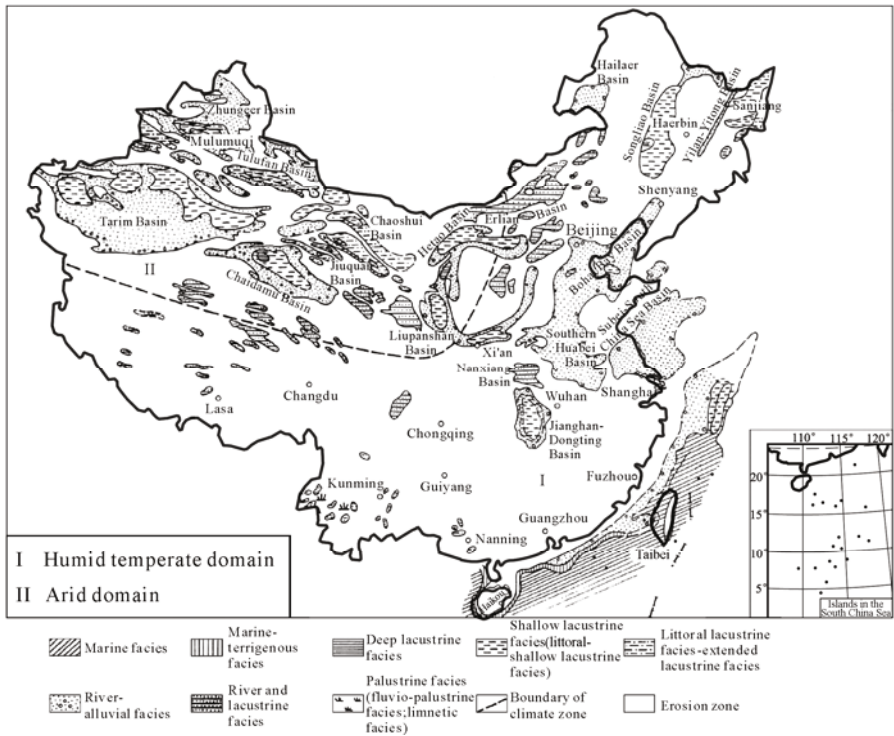 Hailaer
Basin
Songliao Basin
Haerbin
Yilan-Yitong Basin
Sanjiang
Zhungeer Basin
Mulumuqi
Tulufan Basin
Shenyang
Tarim Basin
Chaoshui
Basin
Hetao Basin
Erlian
Basin
Beijing
II
Chaidamu Basin
Jiuquan
Basin
Liupanshan
Basin
Xi'an
Southern
Huabei
Basin
Nanxiang
Basin
Shanghai
Lasa
Changdu
Wuhan
Chongqing
Jianghan-
Dongting
Basin
I
Kunming
Guiyang
Fuzhou
Guangzhou
Nanning
Taibei
Haikou
110° 115° 120°
20°
15°
10°
5°
Islands in the
South China Sea
I Humid temperate domain
II Arid domain
Marine facies
Marine-
terrigenous
facies
Deep lacustrine
facies
Shallow lacustrine
facies(littoral-
shallow lacustrine
facies)
Littoral lacustrine
facies-extended
lacustrine facies
River-
alluvial facies
River and
lacustrine
facies
Palustrine facies
(fluvio-palustrine
facies;limnetic
facies)
Boundary of
climate zone
Erosion zone